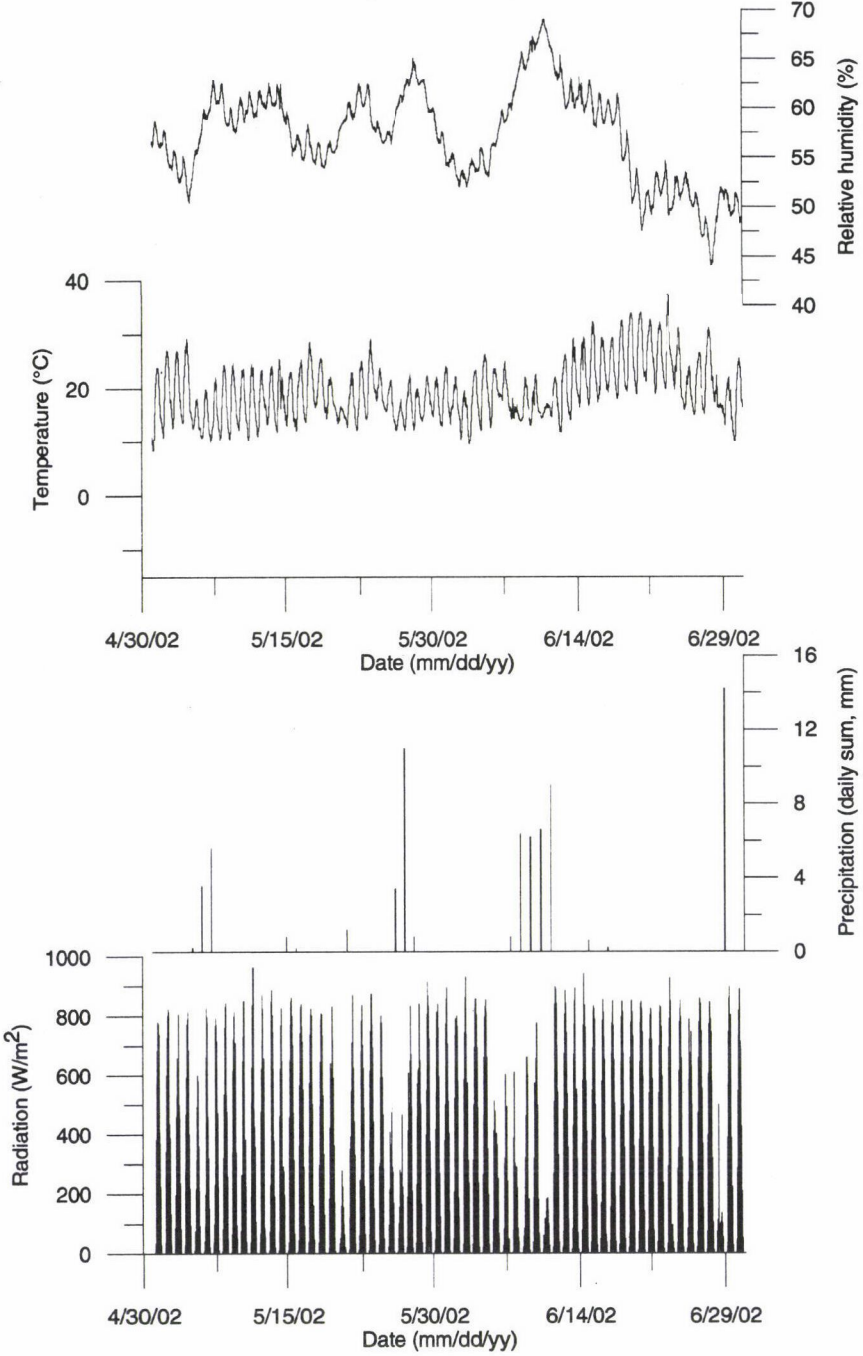 70
65
60
55
50
45
40
Relative humidity (%)
40
20
0
Temperature (°C)
4/30/02 5/15/02 5/30/02 6/14/02 6/29/02
Date (mm/dd/yy)
16
12
8
4
0
Precipitation (daily sum, mm)
1000
800
600
400
200
0
Radiation (W/m²)
4/30/02 5/15/02 5/30/02 6/14/02 6/29/02
Date (mm/dd/yy)